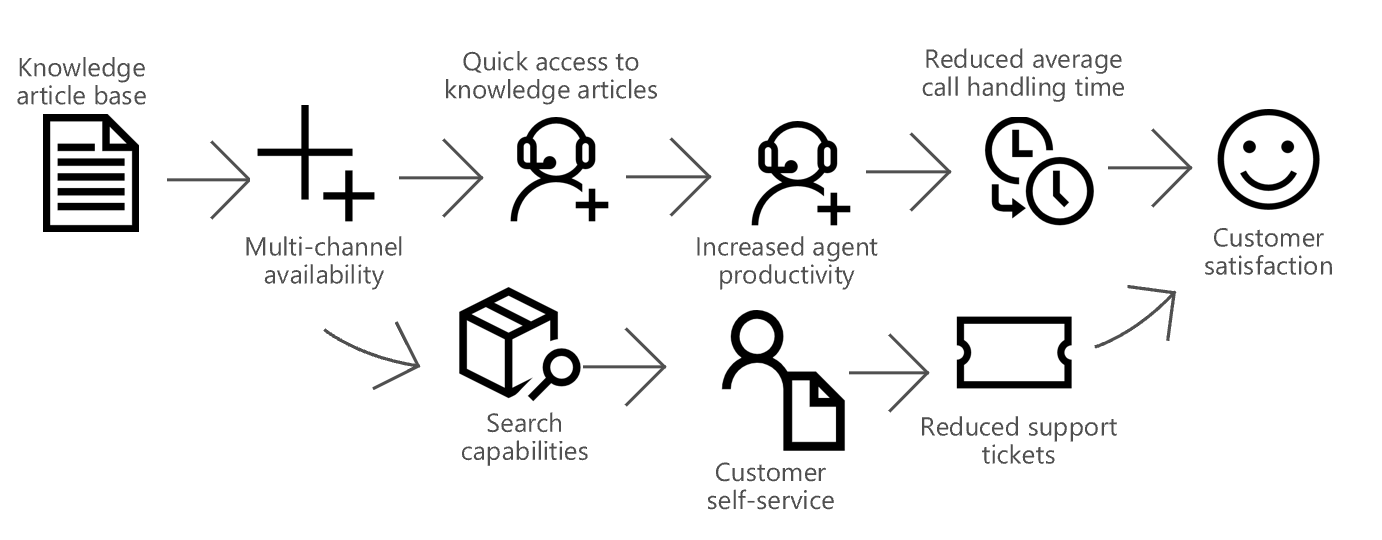 Knowledge
article base
Multi-channel
availability
Quick access to
knowledge articles
Increased agent
productivity
Reduced average
call handling time
Customer
satisfaction
Search
capabilities
Customer
self-service
Reduced support
tickets